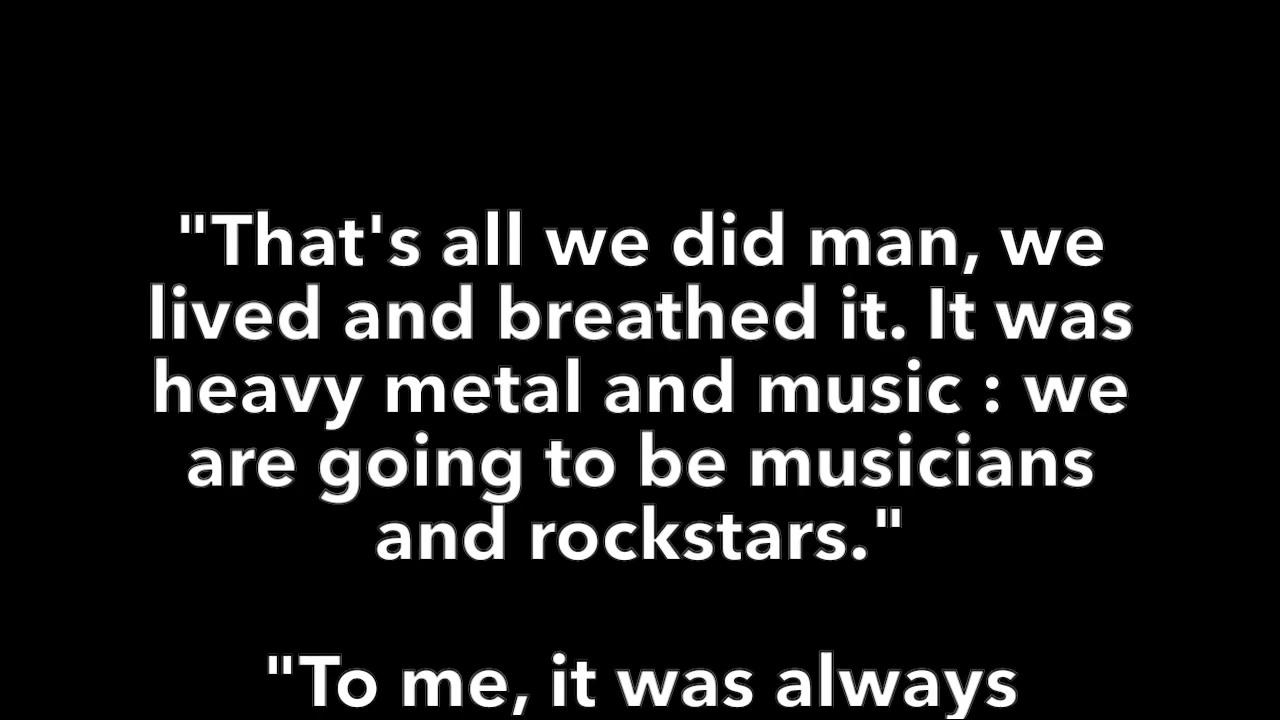 "That's all we did man, we
lived and breathed it. It was
heavy metal and music : we
are going to be musicians
and rockstars."
"To me, it was always